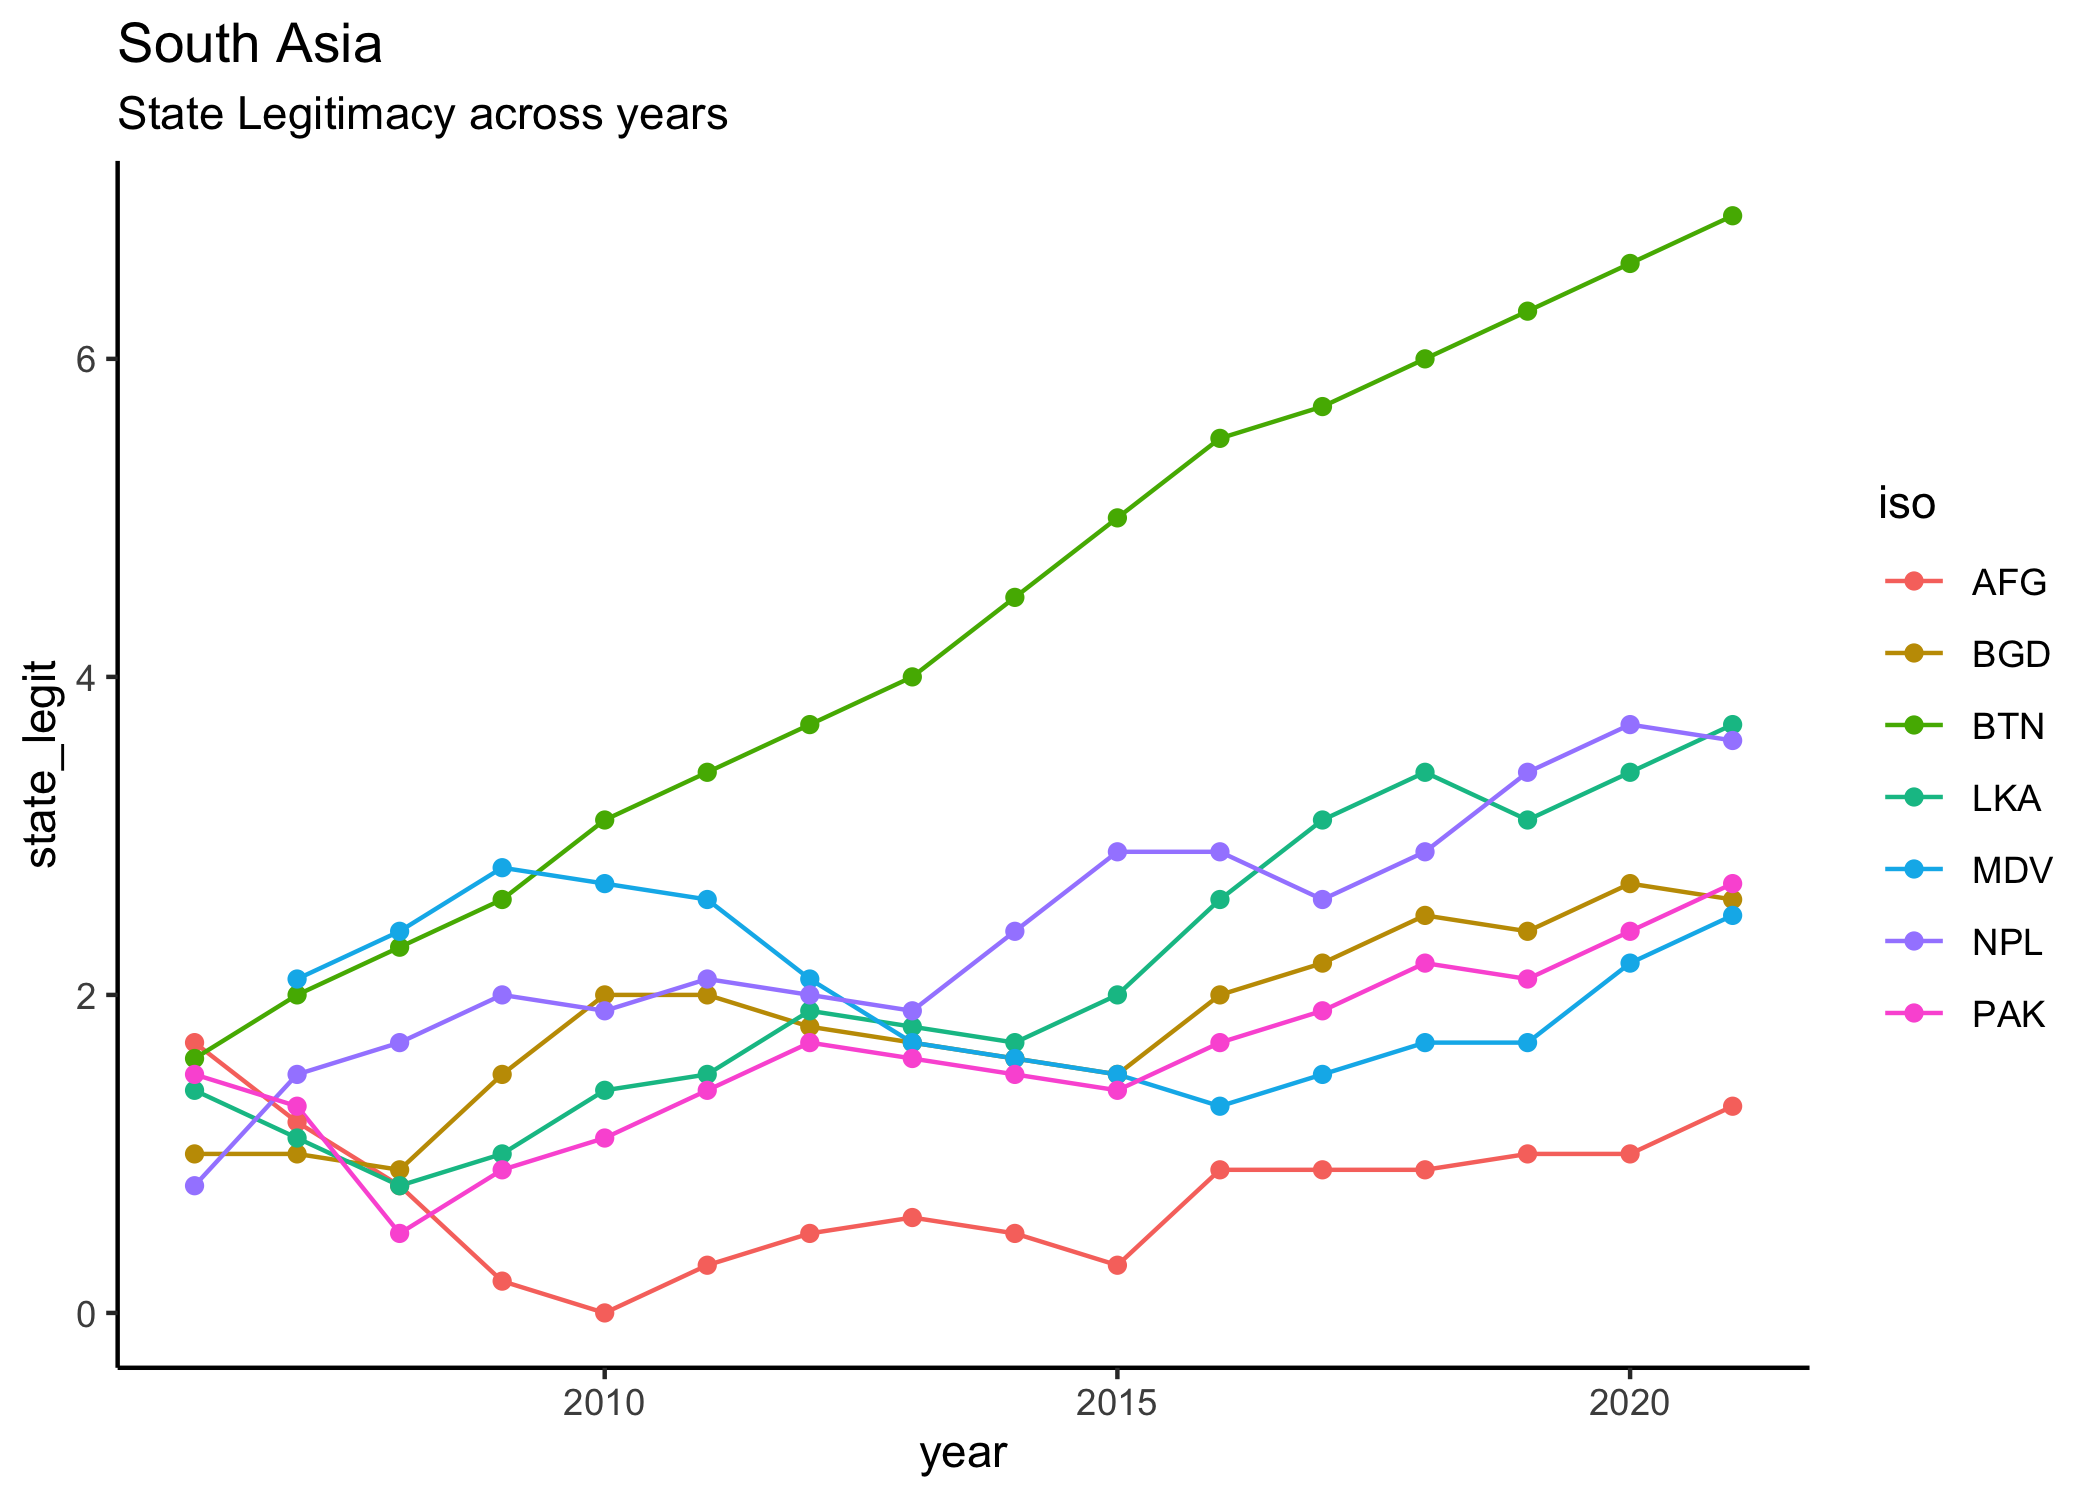 South Asia
State Legitimacy across years
state_legit
6
4
2
0
2010
2015
2020
year
iso
AFG
BGD
BTN
LKA
MDV
NPL
PAK